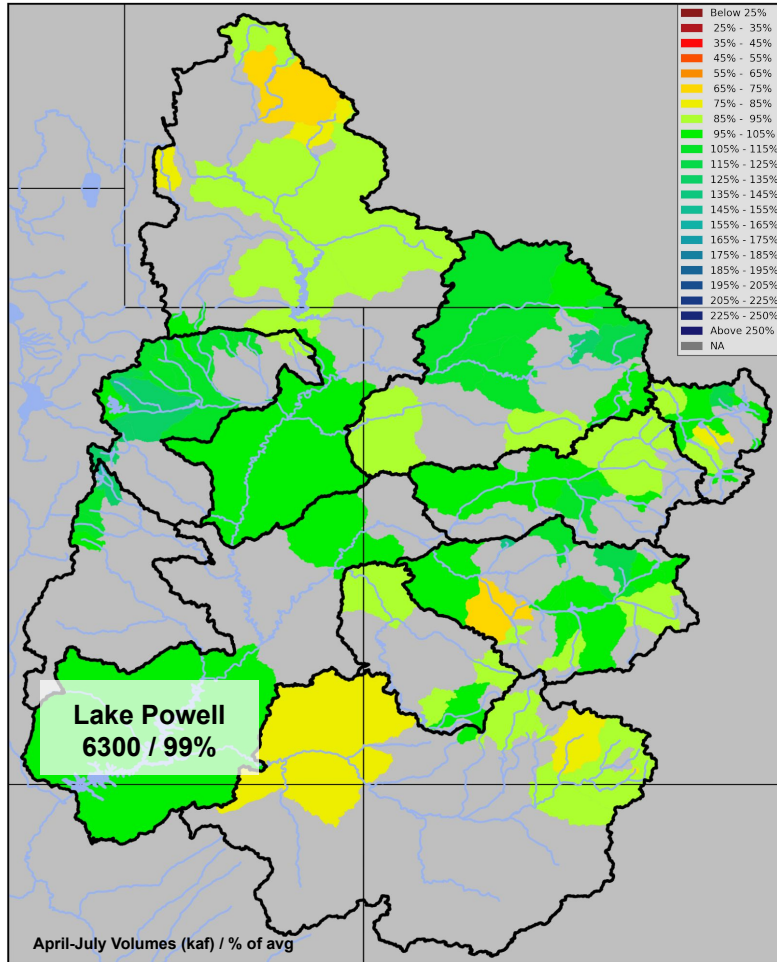 Below 25%
25% - 35%
35% - 45%
45% - 55%
55% - 65%
65% - 75%
75% - 85%
85% - 95%
95% - 105%
105% - 115%
115% - 125%
125% - 135%
135% - 145%
145% - 155%
155% - 165%
165% - 175%
175% - 185%
185% - 195%
195% - 205%
205% - 225%
225% - 250%
Above 250%
NA
Lake Powell
6300 / 99%
April-July Volumes (kaf) / % of avg